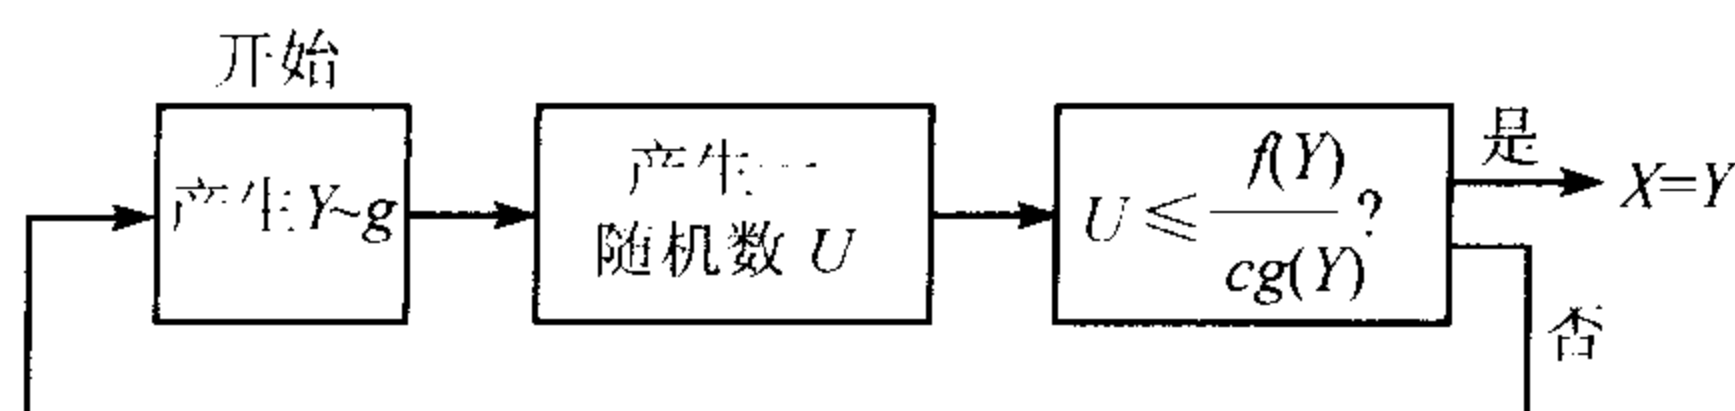 开始
产生Y~g
产生一
随机数 U
U ≤ f(Y)/cg(Y) ?
是
X=Y
否